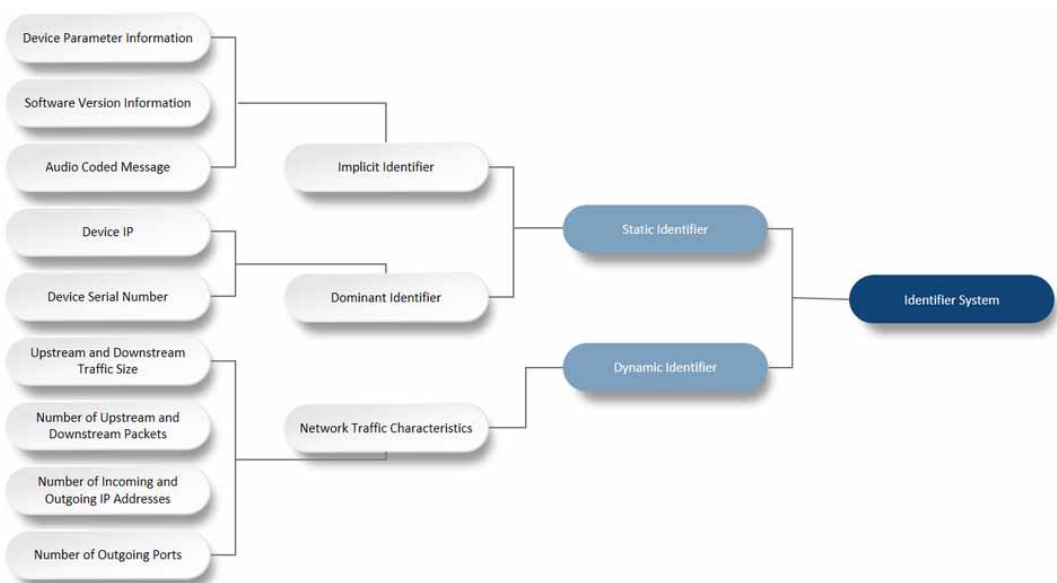 Device Parameter Information
Software Version Information
Audio Coded Message
Device IP
Device Serial Number
Upstream and Downstream
Traffic Size
Number of Upstream and
Downstream Packets
Number of Incoming and
Outgoing IP Addresses
Number of Outgoing Ports
Implicit Identifier
Dominant Identifier
Network Traffic Characteristics
Static Identifier
Dynamic Identifier
Identifier System